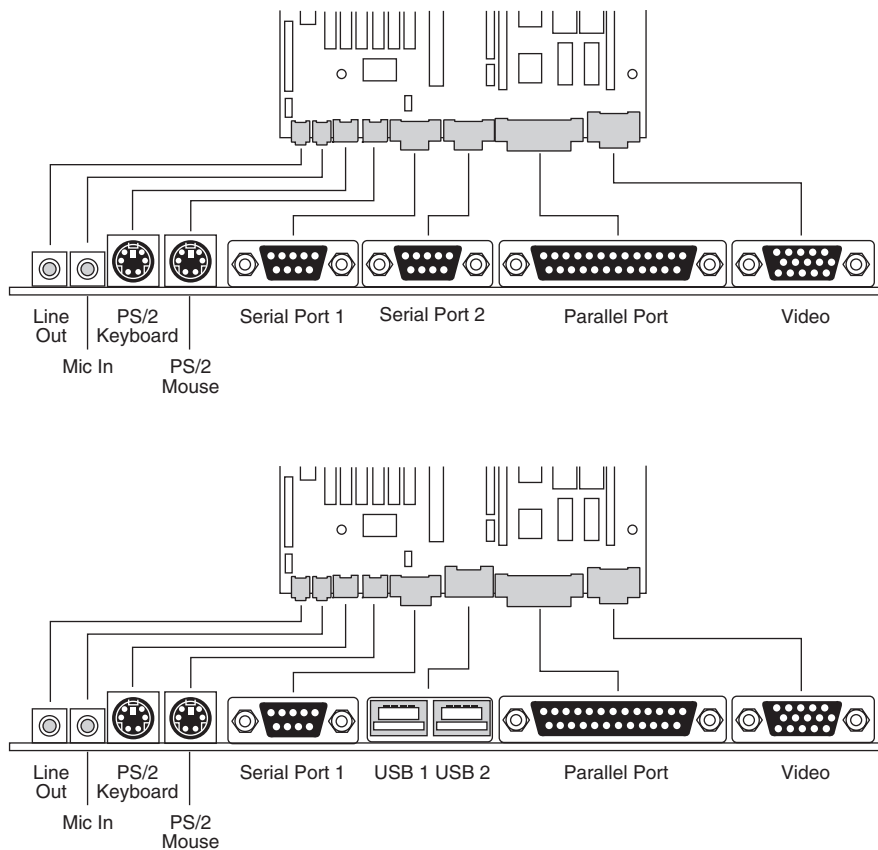 Line
Out
PS/2
Keyboard
Serial Port 1
Serial Port 2
Parallel Port
Video
Mic In
PS/2
Mouse
Line
Out
PS/2
Keyboard
Serial Port 1
USB 1 USB 2
Parallel Port
Video
Mic In
PS/2
Mouse